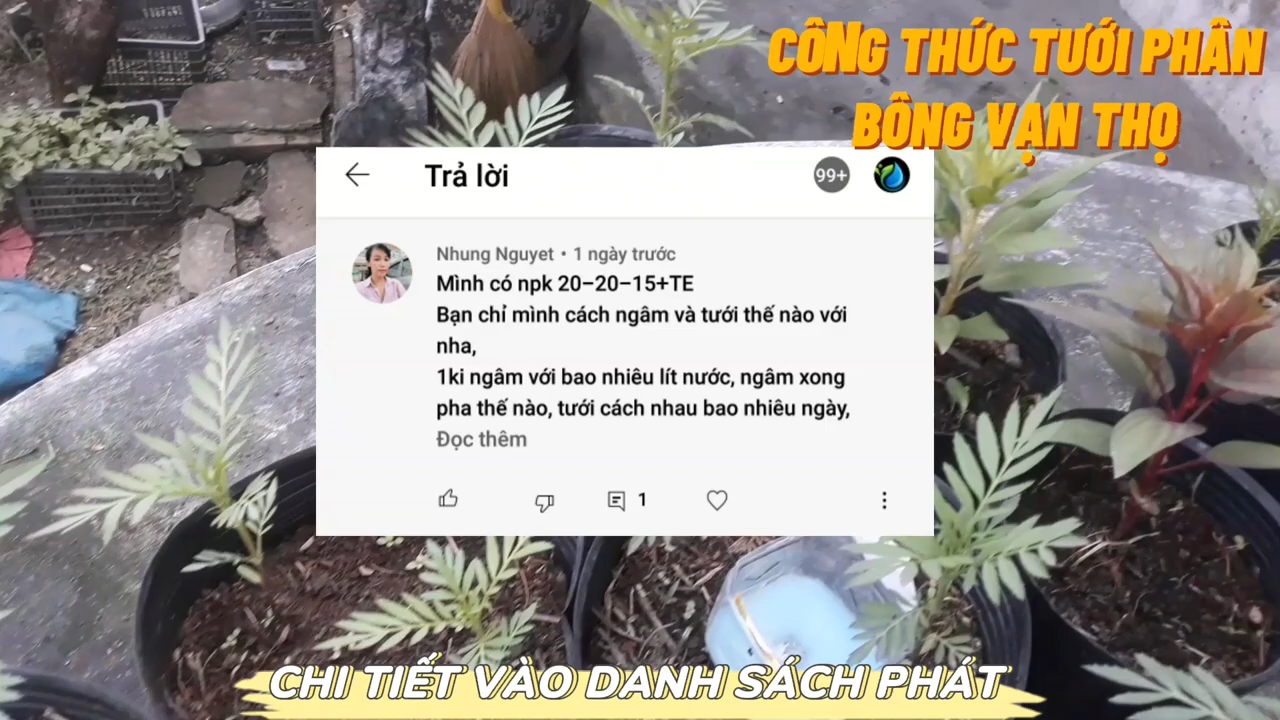 CÔNG THỨC TƯỚI PHÂN
BÔNG VẠN THỌ
Trả lời
99+
Nhung Nguyet • 1 ngày trước
Mình có npk 20-20-15+TE
Bạn chỉ mình cách ngâm và tưới thế nào với
nha,
1ki ngâm với bao nhiêu lít nước, ngâm xong
pha thế nào, tưới cách nhau bao nhiêu ngày,
Đọc thêm
1
CHI TIẾT VÀO DANH SÁCH PHÁT